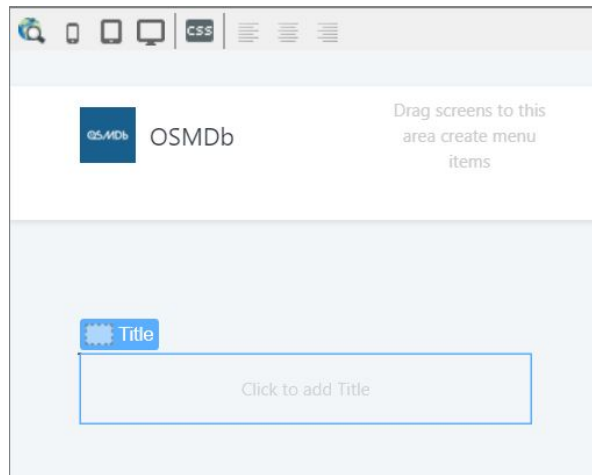 CSS
OSMDb
OSMDb
Drag screens to this
area create menu
items
Title
Click to add Title